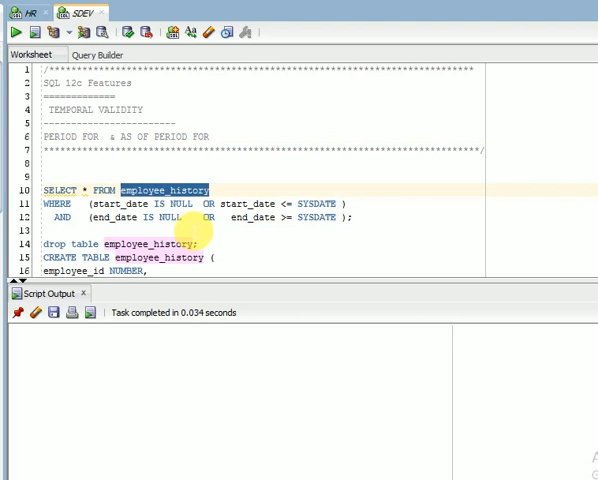 HR SDEV
Worksheet Query Builder
1 /*******************************************************************************
2 SQL 12c Features
3 =============
4 TEMPORAL VALIDITY
5 ------------------------
6 PERIOD FOR & AS OF PERIOD FOR
7 ********************************************************************************/
8
9
10 SELECT * FROM employee_history
11 WHERE (start_date IS NULL OR start_date <= SYSDATE )
12 AND (end_date IS NULL OR end_date >= SYSDATE );
13
14 drop table employee_history;
15 CREATE TABLE employee_history (
16 employee_id NUMBER,
Script Output x
Task completed in 0.034 seconds